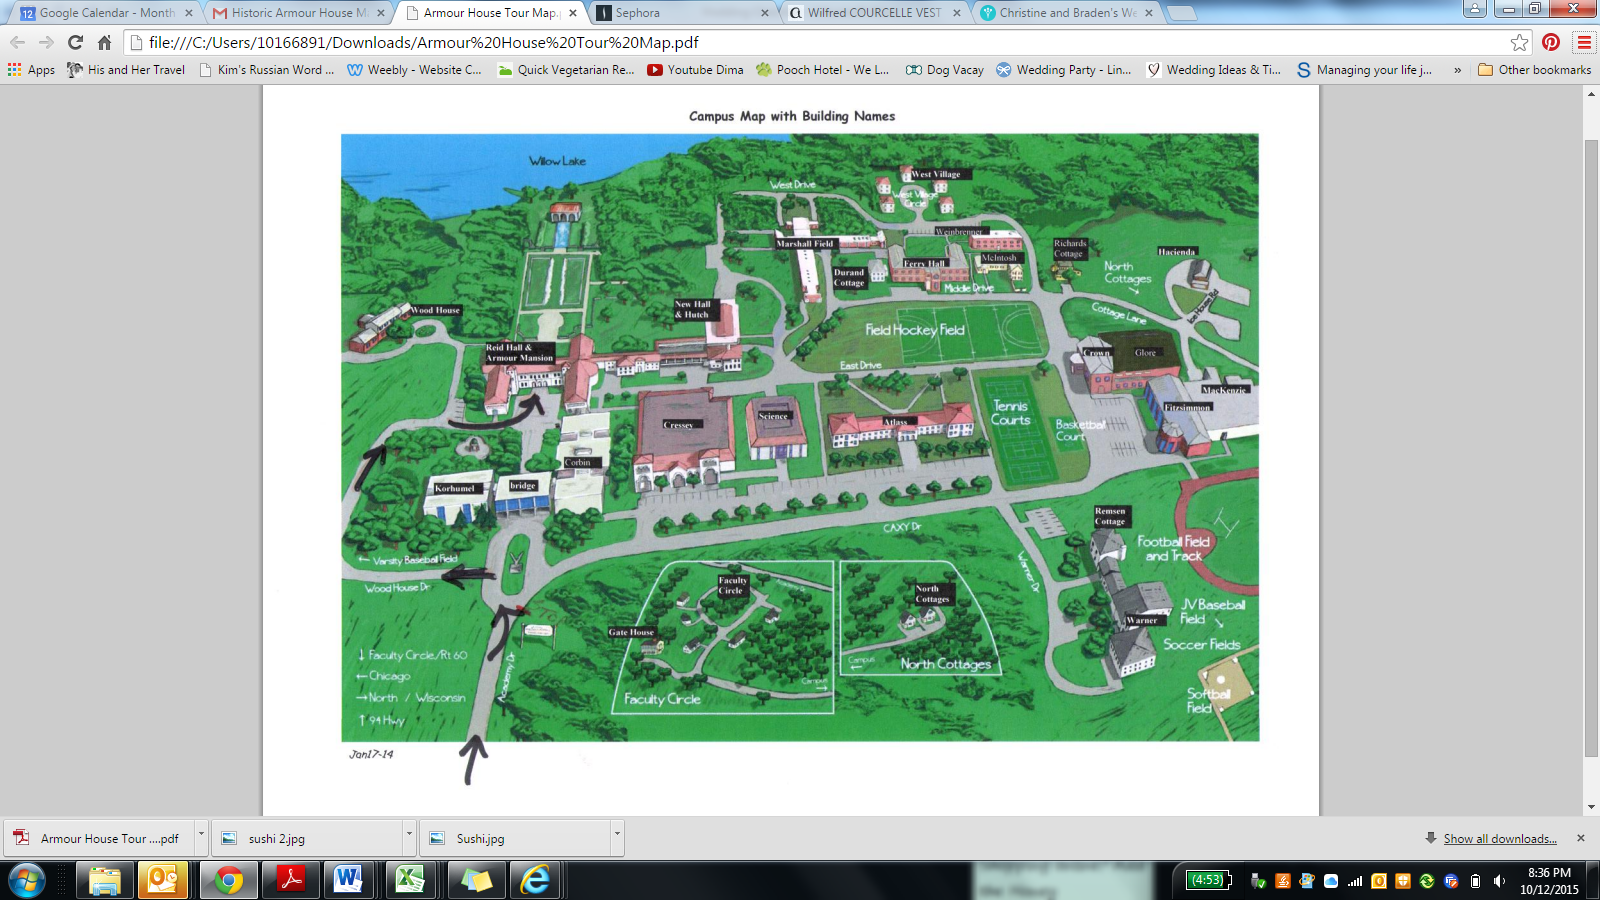 Google Calendar - Month
Historic Armour House M
Armour House Tour Map.
Sephora
Wilfred COURCELLE VEST
Christine and Braden's We
file:///C:/Users/10166891/Downloads/Armour%20House%20Tour%20Map.pdf
Apps
His and Her Travel
Kim's Russian Word ...
Weebly - Website C...
Quick Vegetarian Re...
Youtube Dima
Pooch Hotel - We L...
Dog Vacay
Wedding Party - Lin...
Wedding Ideas & Ti...
Managing your life j...
»
Other bookmarks
Campus Map with Building Names
Willow Lake
West Drive
West Village
West Village
Circle
Weinbrenner
Marshall Field
Richards
Cottage
Hacienda
McIntosh
Ferry Hall
Durand
Cottage
North
Cottages
Middle Drive
Ice House Rd
Cottage Lane
Wood House
New Hall
& Hutch
Field Hockey Field
Reid Hall &
Armour Mansion
Crown
Glore
East Drive
MacKenzie
Fitzsimmon
Tennis
Courts
Science
Atlass
Cressey
Basketball
Court
Corbin
Korhumel
bridge
Remsen
Cottage
CAXY Dr
Football Field
and Track
← Varsity Baseball Field
Wood House Dr
Warner Dr
Faculty
Circle
North
Cottages
JV Baseball
Field
Warner
Gate House
Soccer Fields
↓ Faculty Circle/Rt 60
← Chicago
→ North / Wisconsin
↑ 94 Hwy
Academy Dr
Campus
←
North Cottages
Campus
→
Faculty Circle
Softball
Field
Jan17-14
Armour House Tour ....pdf
sushi 2.jpg
Sushi.jpg
Show all downloads...
(4:53)
8:36 PM
10/12/2015